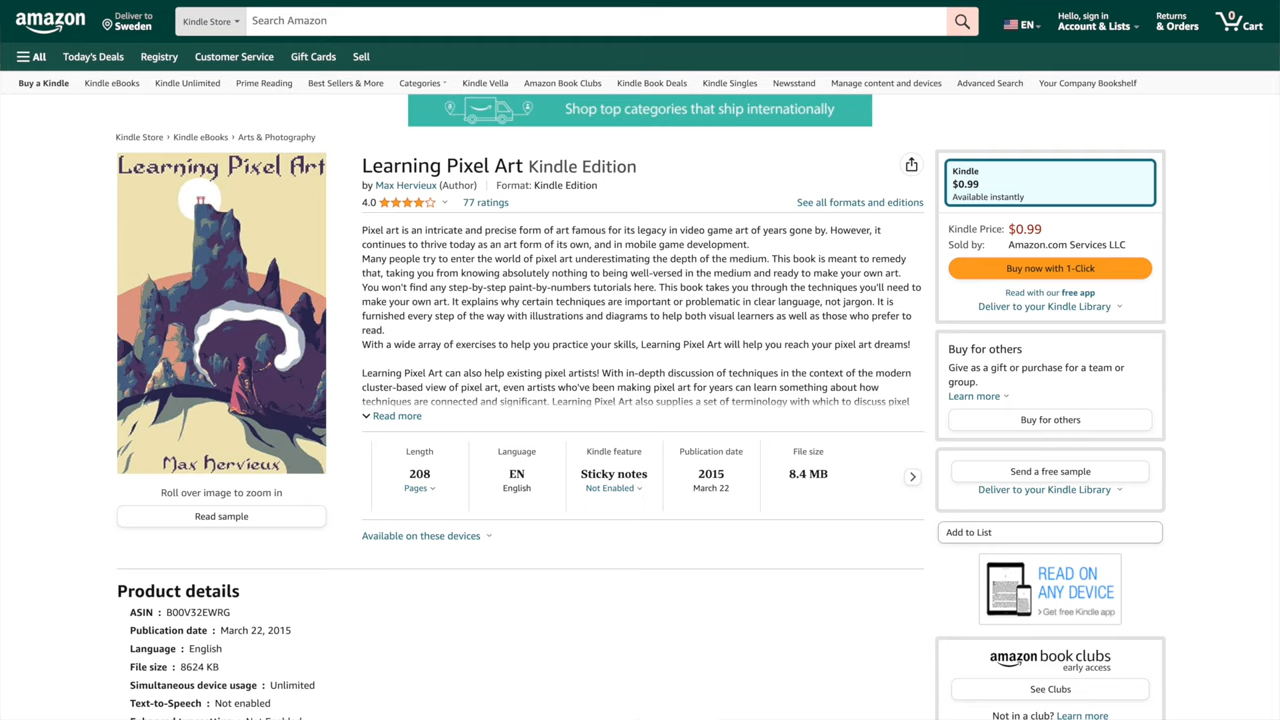 amazon
Deliver to
Sweden
Kindle Store
Search Amazon
EN
Hello, sign in
Account & Lists
Returns
& Orders
0
Cart
All
Today's Deals
Registry
Customer Service
Gift Cards
Sell
Buy a Kindle
Kindle eBooks
Kindle Unlimited
Prime Reading
Best Sellers & More
Categories
Kindle Vella
Amazon Book Clubs
Kindle Book Deals
Kindle Singles
Newsstand
Manage content and devices
Advanced Search
Your Company Bookshelf
Shop top categories that ship internationally
Kindle Store › Kindle eBooks › Arts & Photography
Learning Pixel Art
Max Hervieux
Roll over image to zoom in
Read sample
Learning Pixel Art Kindle Edition
by Max Hervieux (Author) | Format: Kindle Edition
4.0
77 ratings
See all formats and editions
Pixel art is an intricate and precise form of art famous for its legacy in video game art of years gone by. However, it
continues to thrive today as an art form of its own, and in mobile game development.
Many people try to enter the world of pixel art underestimating the depth of the medium. This book is meant to remedy
that, taking you from knowing absolutely nothing to being well-versed in the medium and ready to make your own art.
You won't find any step-by-step paint-by-numbers tutorials here. This book takes you through the techniques you'll need to
make your own art. It explains why certain techniques are important or problematic in clear language, not jargon. It is
furnished every step of the way with illustrations and diagrams to help both visual learners as well as those who prefer to
read.
With a wide array of exercises to help you practice your skills, Learning Pixel Art will help you reach your pixel art dreams!
Learning Pixel Art can also help existing pixel artists! With in-depth discussion of techniques in the context of the modern
cluster-based view of pixel art, even artists who've been making pixel art for years can learn something about how
techniques are connected and significant. Learning Pixel Art also supplies a set of terminology with which to discuss pixel
Read more
Length
208
Pages
Language
EN
English
Kindle feature
Sticky notes
Not Enabled
Publication date
2015
March 22
File size
8.4 MB
Available on these devices
Kindle
$0.99
Available instantly
Kindle Price: $0.99
Sold by: Amazon.com Services LLC
Buy now with 1-Click
Read with our free app
Deliver to your Kindle Library
Buy for others
Give as a gift or purchase for a team or
group.
Learn more
Buy for others
Send a free sample
Deliver to your Kindle Library
Add to List
READ ON
ANY DEVICE
› Get free Kindle app
amazon book clubs
early access
See Clubs
Not in a club? Learn more
Product details
ASIN : B00V32EWRG
Publication date : March 22, 2015
Language : English
File size : 8624 KB
Simultaneous device usage : Unlimited
Text-to-Speech : Not enabled